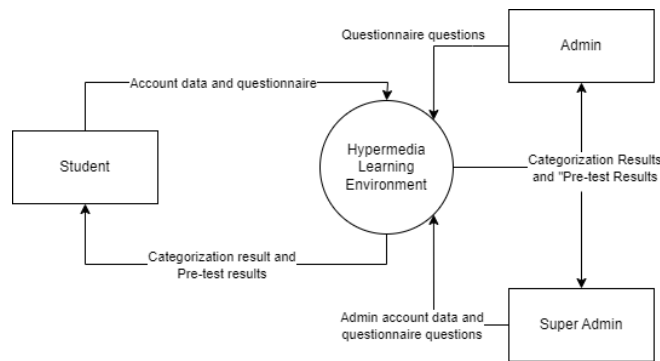 Questionnaire questions
Admin
Account data and questionnaire
Hypermedia
Learning
Environment
Student
Categorization Results
and "Pre-test Results
Categorization result and
Pre-test results
Admin account data and
questionnaire questions
Super Admin